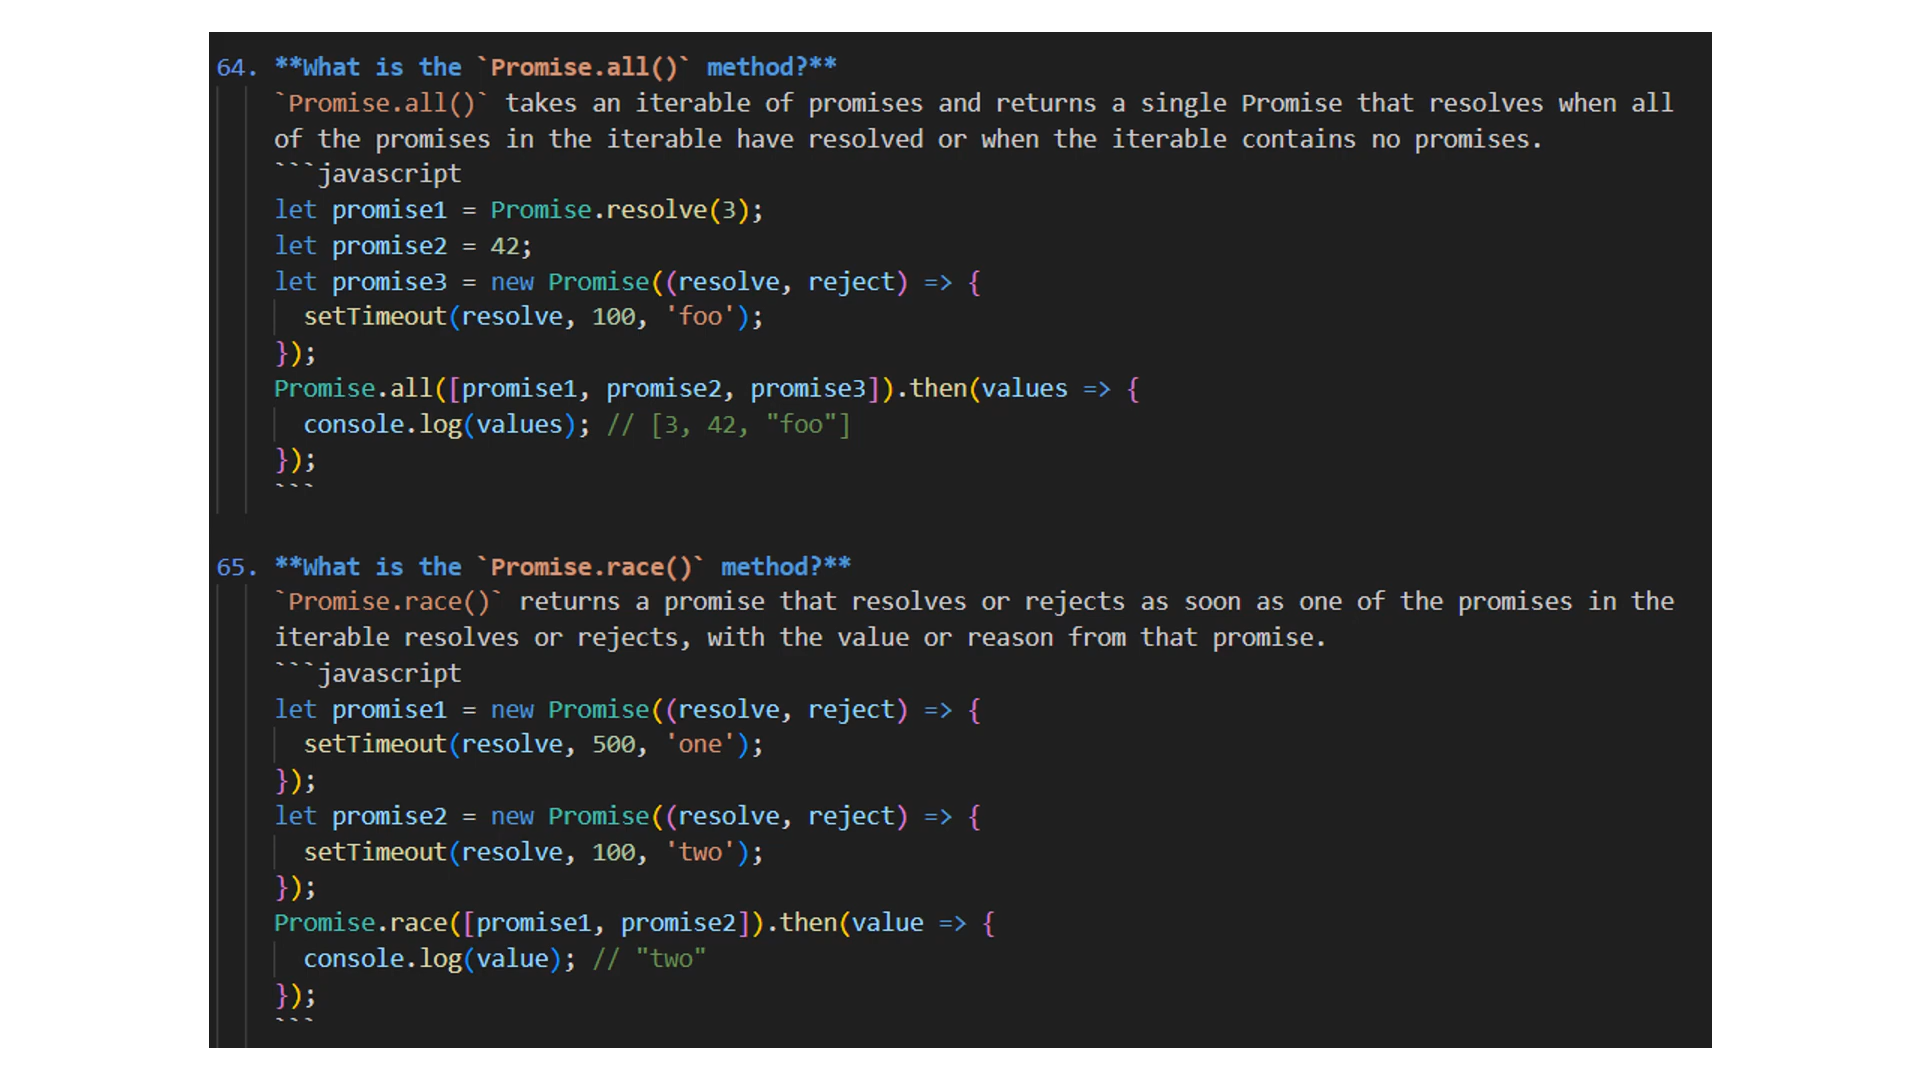 64. **What is the `Promise.all()` method?**
`Promise.all()` takes an iterable of promises and returns a single Promise that resolves when all
of the promises in the iterable have resolved or when the iterable contains no promises.
```javascript
let promise1 = Promise.resolve(3);
let promise2 = 42;
let promise3 = new Promise((resolve, reject) => {
  setTimeout(resolve, 100, 'foo');
});
Promise.all([promise1, promise2, promise3]).then(values => {
  console.log(values); // [3, 42, "foo"]
});
```
65. **What is the `Promise.race()` method?**
`Promise.race()` returns a promise that resolves or rejects as soon as one of the promises in the
iterable resolves or rejects, with the value or reason from that promise.
```javascript
let promise1 = new Promise((resolve, reject) => {
  setTimeout(resolve, 500, 'one');
});
let promise2 = new Promise((resolve, reject) => {
  setTimeout(resolve, 100, 'two');
});
Promise.race([promise1, promise2]).then(value => {
  console.log(value); // "two"
});
```